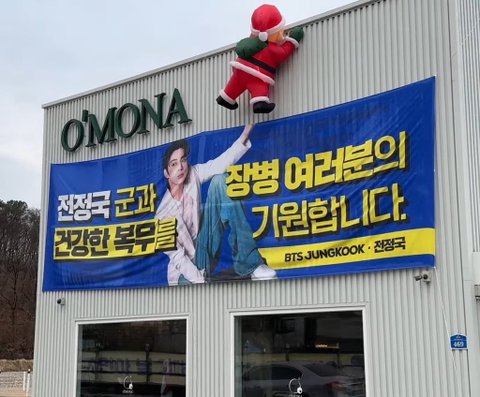 O'MONA
전정국 군과 장병 여러분의
건강한 복무를 기원합니다.
BTS JUNGKOOK · 전정국
469